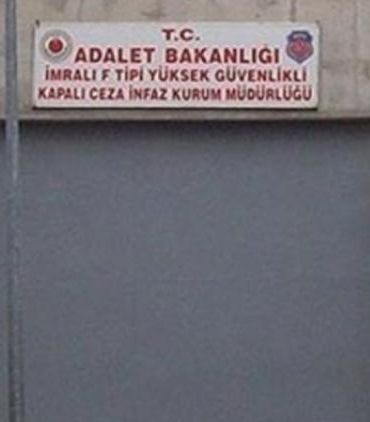 T.C.
ADALET BAKANLIĞI
İMRALI F TİPİ YÜKSEK GÜVENLİKLİ
KAPALI CEZA İNFAZ KURUM MÜDÜRLÜĞÜ